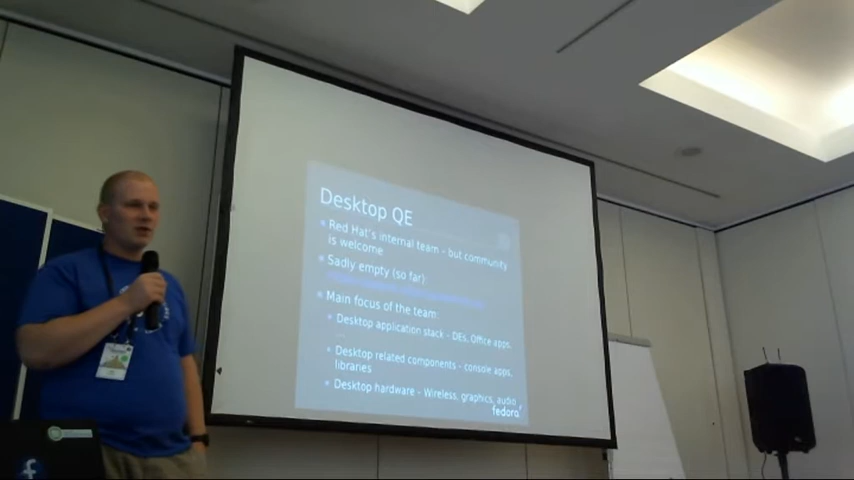 Desktop QE
Red Hat's internal team - but community
is welcome
Sadly empty (so far):
Main focus of the team:
Desktop application stack - DEs, Office apps,
...
Desktop related components - console apps,
libraries
Desktop hardware - Wireless, graphics, audio
fedora